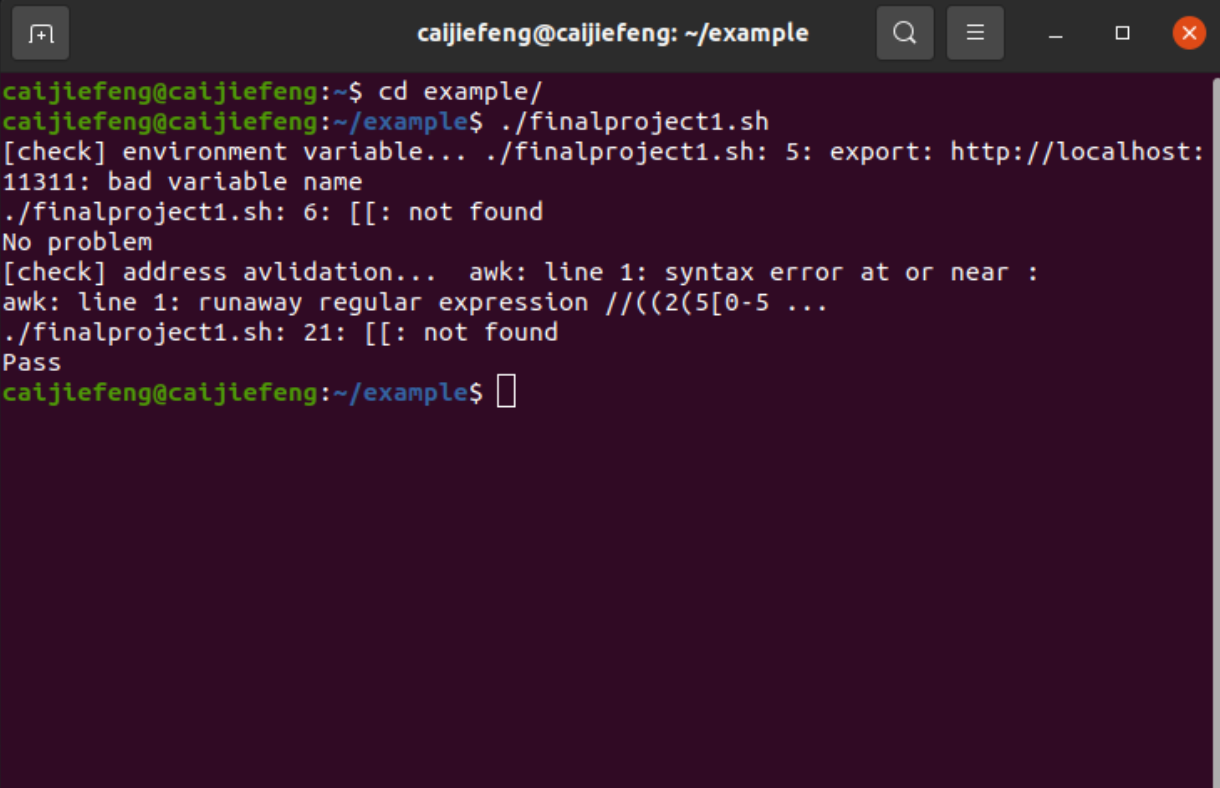 caijiefeng@caijiefeng: ~/example
caijiefeng@caijiefeng:~$ cd example/
caijiefeng@caijiefeng:~/example$ ./finalproject1.sh
[check] environment variable... ./finalproject1.sh: 5: export: http://localhost:
11311: bad variable name
./finalproject1.sh: 6: [[: not found
No problem
[check] address avlidation...  awk: line 1: syntax error at or near :
awk: line 1: runaway regular expression //((2(5[0-5 ...
./finalproject1.sh: 21: [[: not found
Pass
caijiefeng@caijiefeng:~/example$